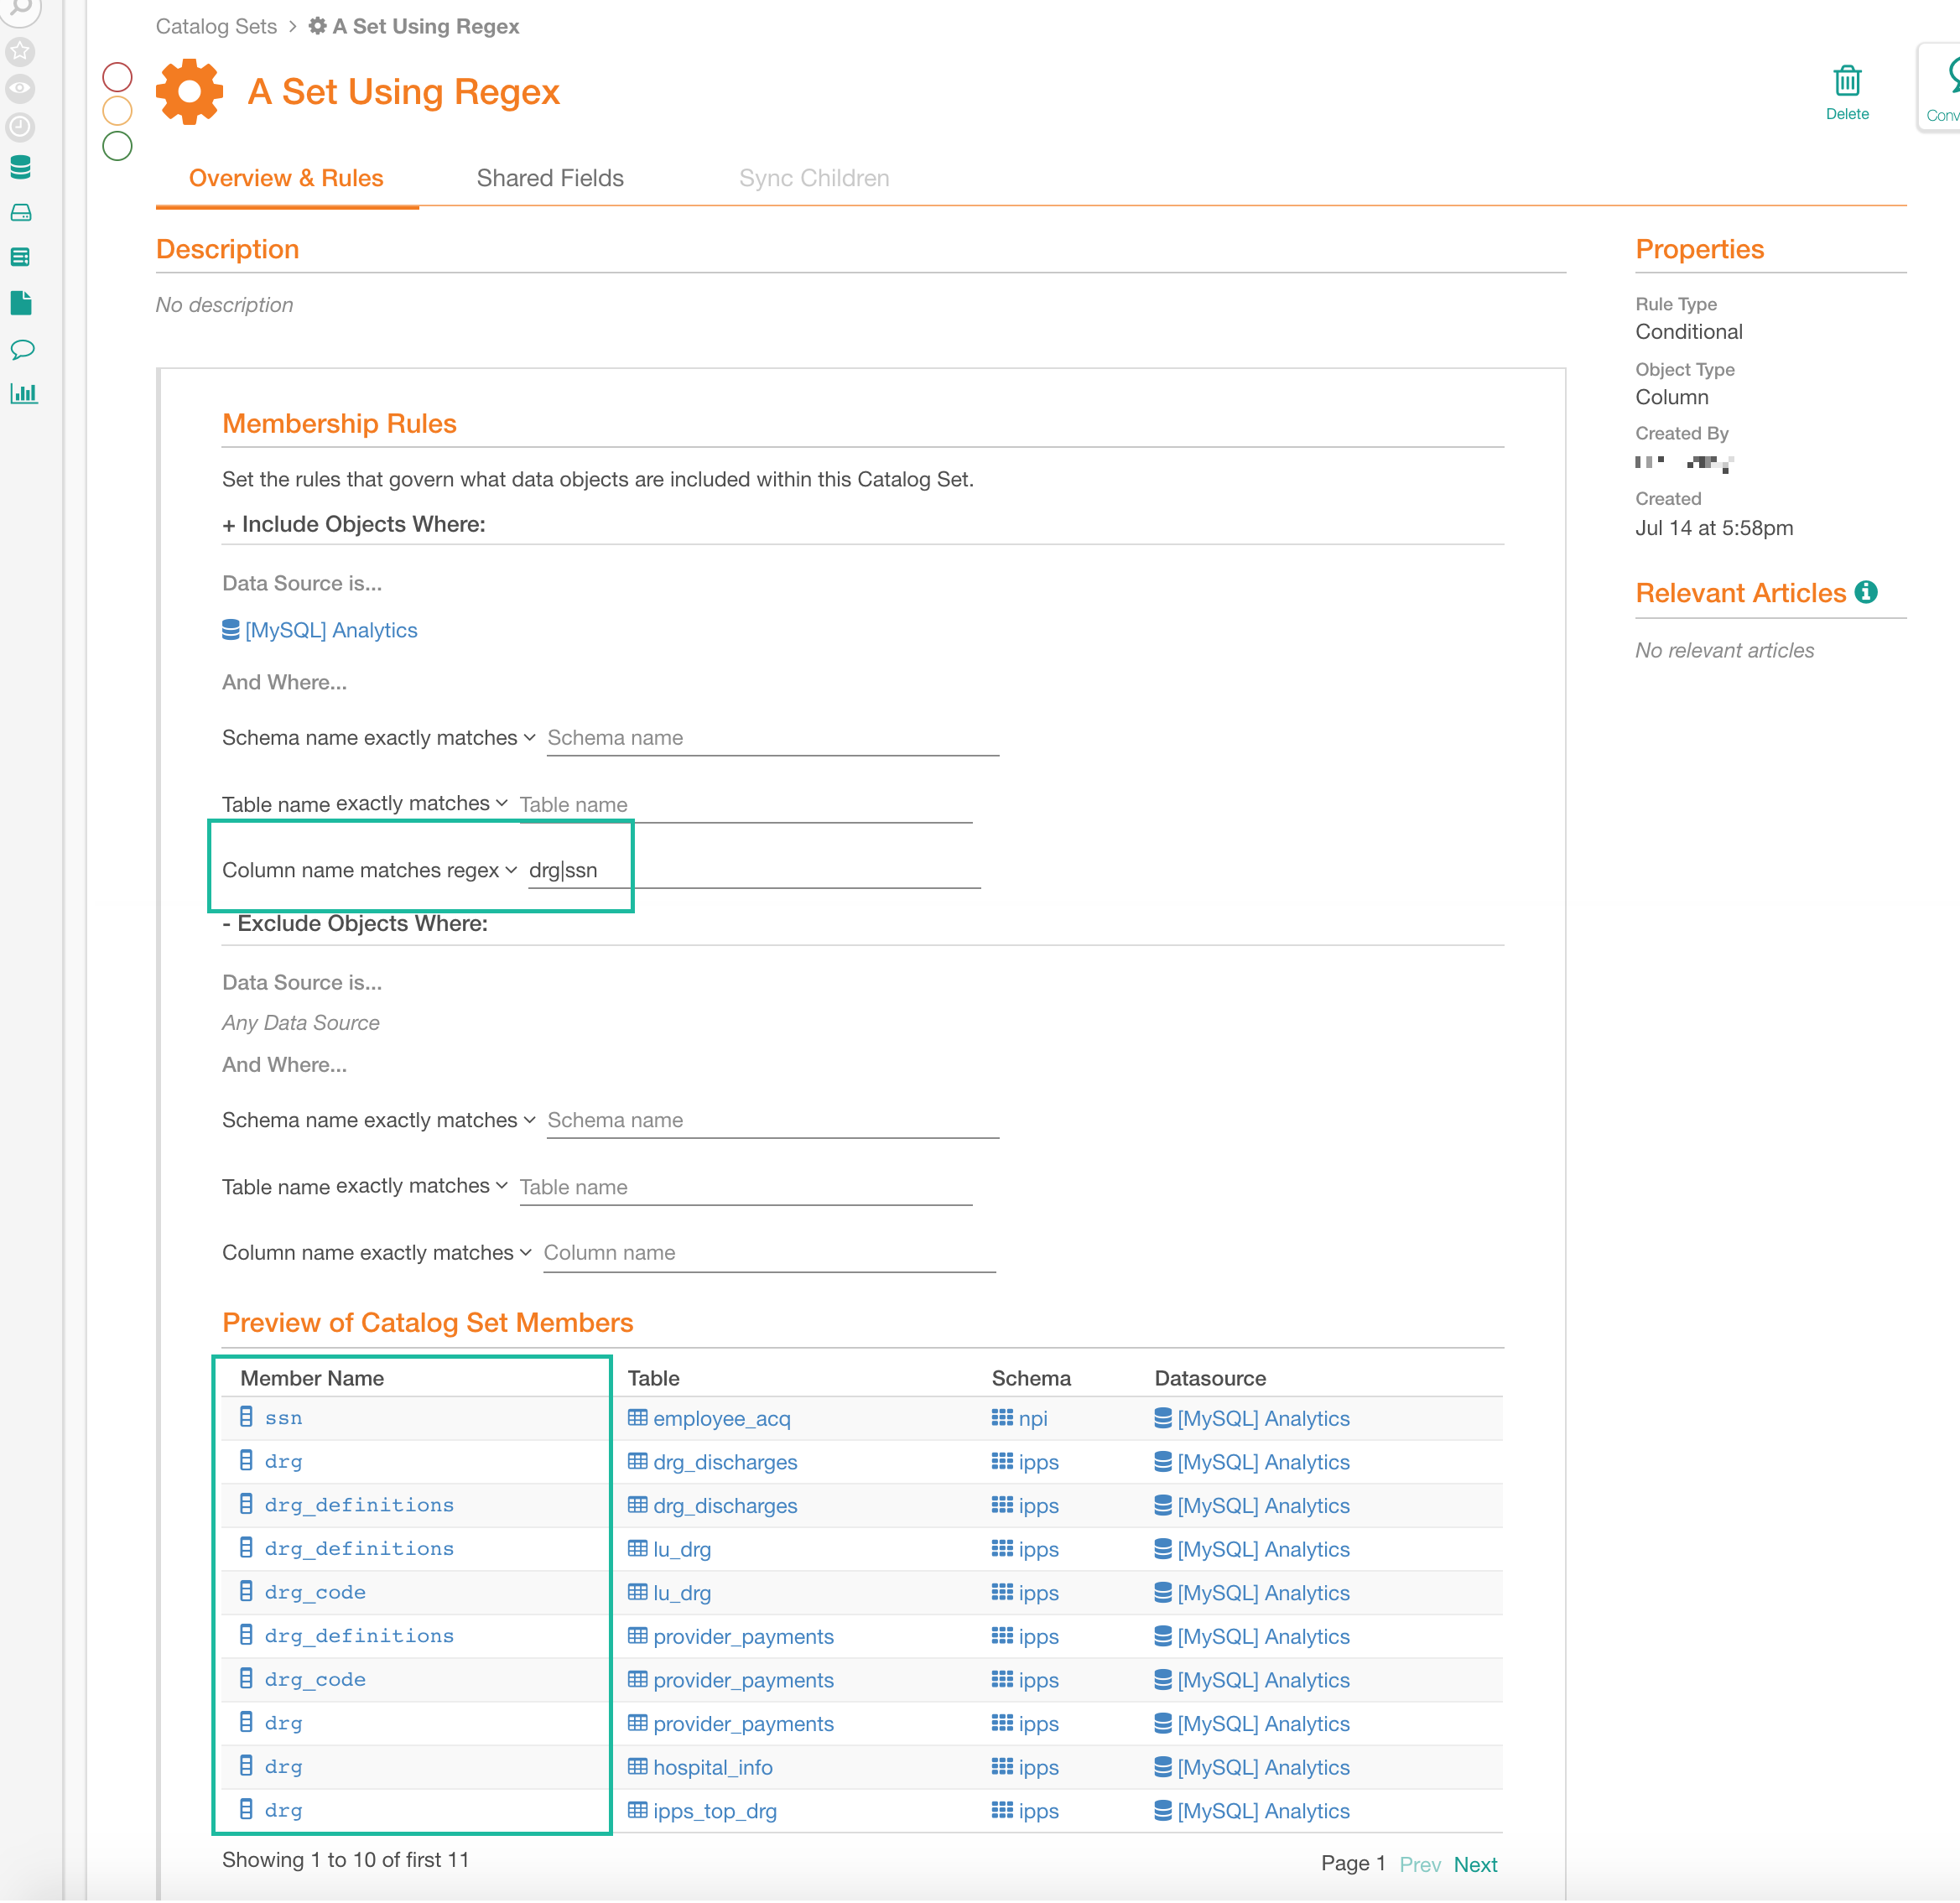 Catalog Sets > A Set Using Regex
A Set Using Regex
Delete
Conv
Overview & Rules
Shared Fields
Sync Children
Description
No description
Membership Rules
Set the rules that govern what data objects are included within this Catalog Set.
+ Include Objects Where:
Data Source is...
[MySQL] Analytics
And Where...
Schema name exactly matches Schema name
Table name exactly matches Table name
Column name matches regex drg|ssn
- Exclude Objects Where:
Data Source is...
Any Data Source
And Where...
Schema name exactly matches Schema name
Table name exactly matches Table name
Column name exactly matches Column name
Preview of Catalog Set Members
Member Name Table Schema Datasource
ssn employee_acq npi [MySQL] Analytics
drg drg_discharges ipps [MySQL] Analytics
drg_definitions drg_discharges ipps [MySQL] Analytics
drg_definitions lu_drg ipps [MySQL] Analytics
drg_code lu_drg ipps [MySQL] Analytics
drg_definitions provider_payments ipps [MySQL] Analytics
drg_code provider_payments ipps [MySQL] Analytics
drg provider_payments ipps [MySQL] Analytics
drg hospital_info ipps [MySQL] Analytics
drg ipps_top_drg ipps [MySQL] Analytics
Showing 1 to 10 of first 11
Page 1 Prev Next
Properties
Rule Type
Conditional
Object Type
Column
Created By
Created
Jul 14 at 5:58pm
Relevant Articles
No relevant articles